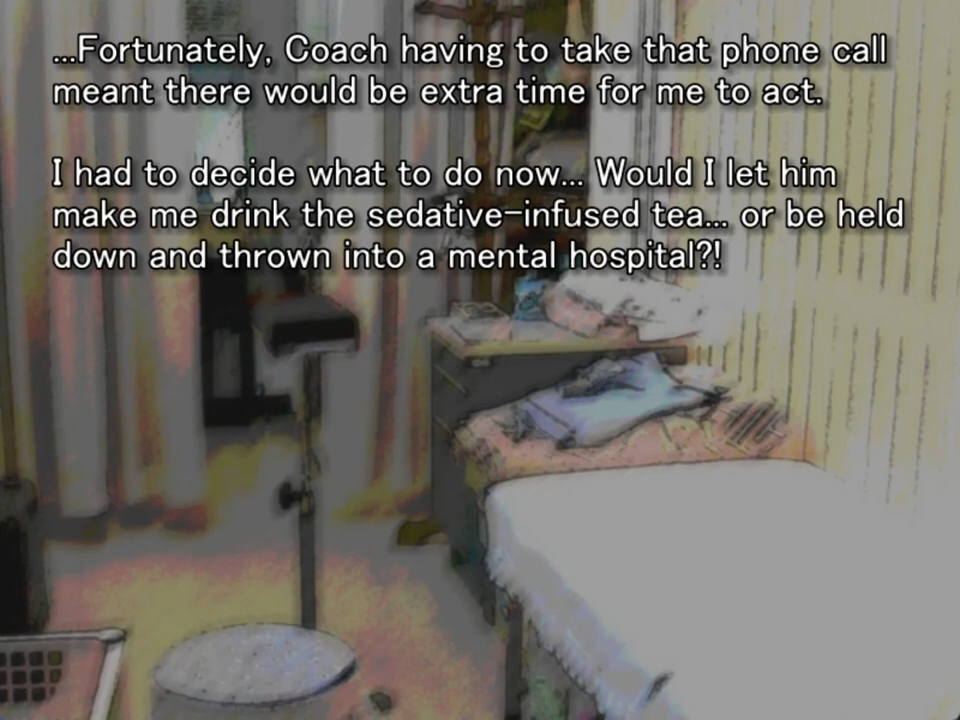 ...Fortunately, Coach having to take that phone call
meant there would be extra time for me to act.
I had to decide what to do now... Would I let him
make me drink the sedative-infused tea... or be held
down and thrown into a mental hospital?!